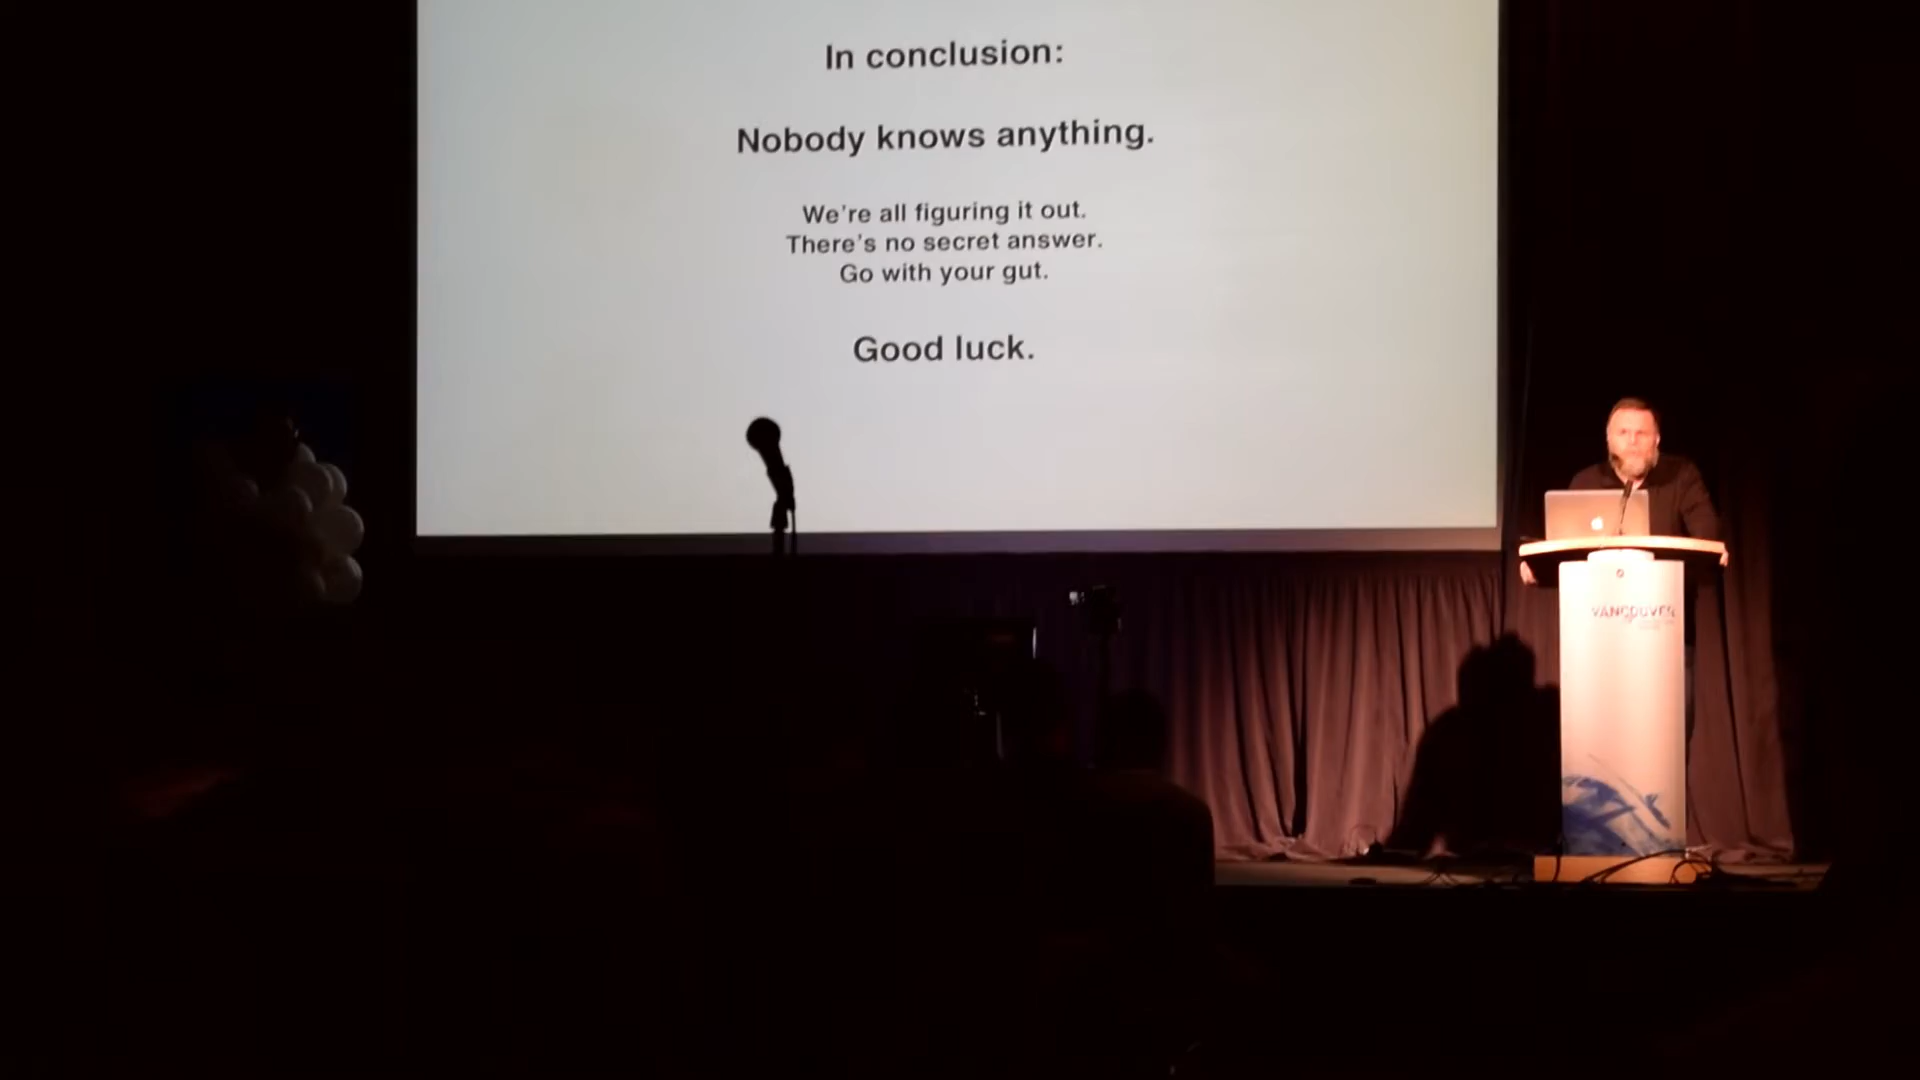 In conclusion:
Nobody knows anything.
We're all figuring it out.
There's no secret answer.
Go with your gut.
Good luck.
VANCOUVER